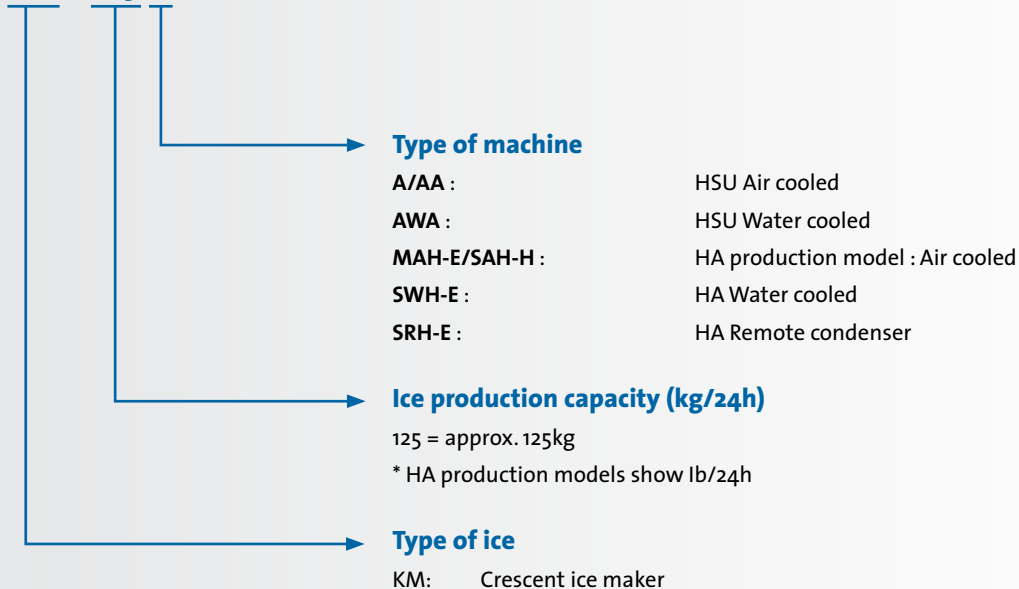 Type of machine
A/AA : HSU Air cooled
AWA : HSU Water cooled
MAH-E/SAH-H : HA production model : Air cooled
SWH-E : HA Water cooled
SRH-E : HA Remote condenser
Ice production capacity (kg/24h)
125 = approx. 125kg
* HA production models show Ib/24h
Type of ice
KM: Crescent ice maker